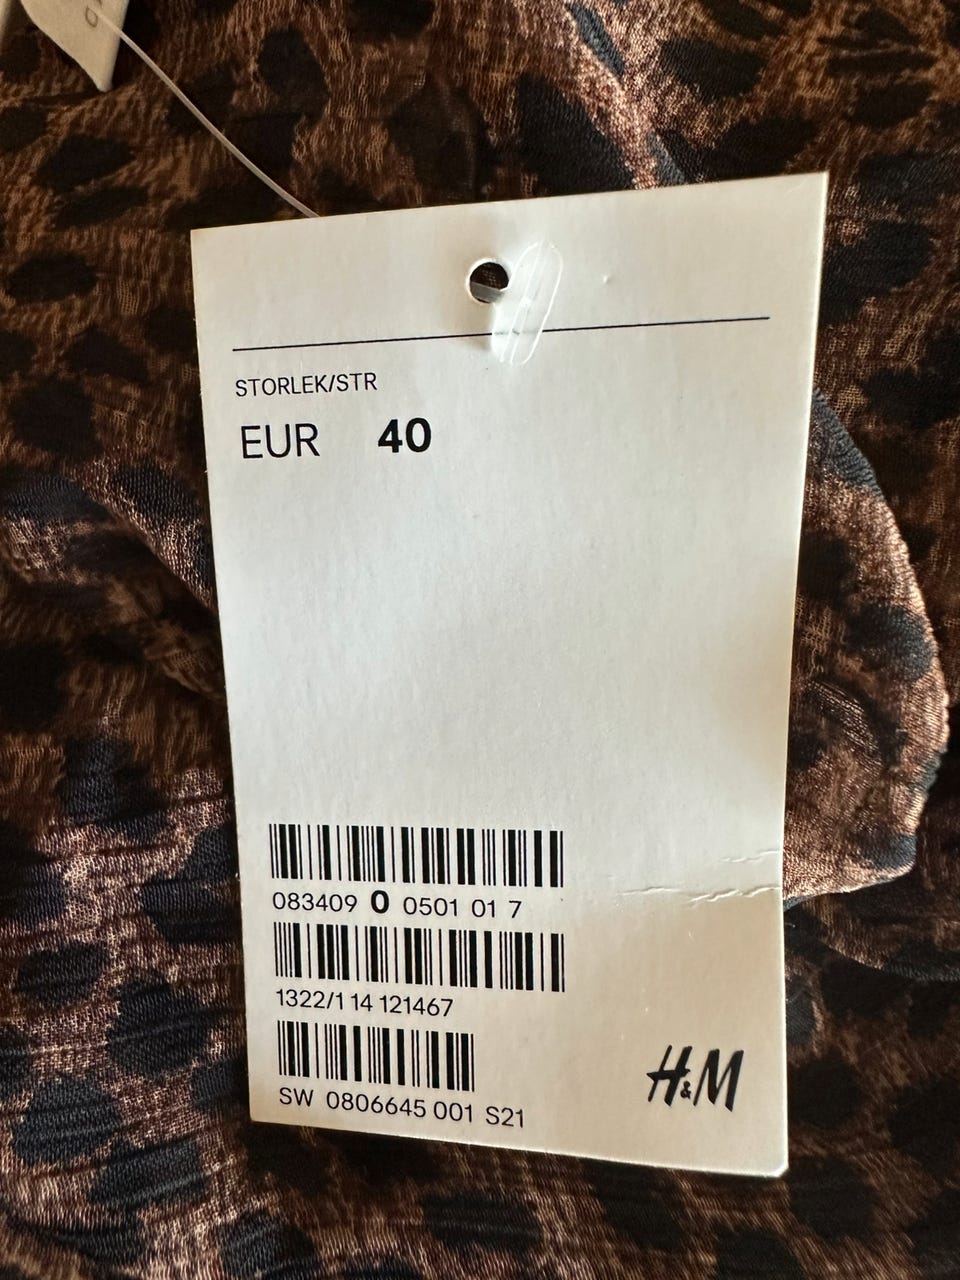 STORLEK/STR
EUR 40
083409 0 0501 01 7
1322/1 14 121467
SW 0806645 001 S21
H&M